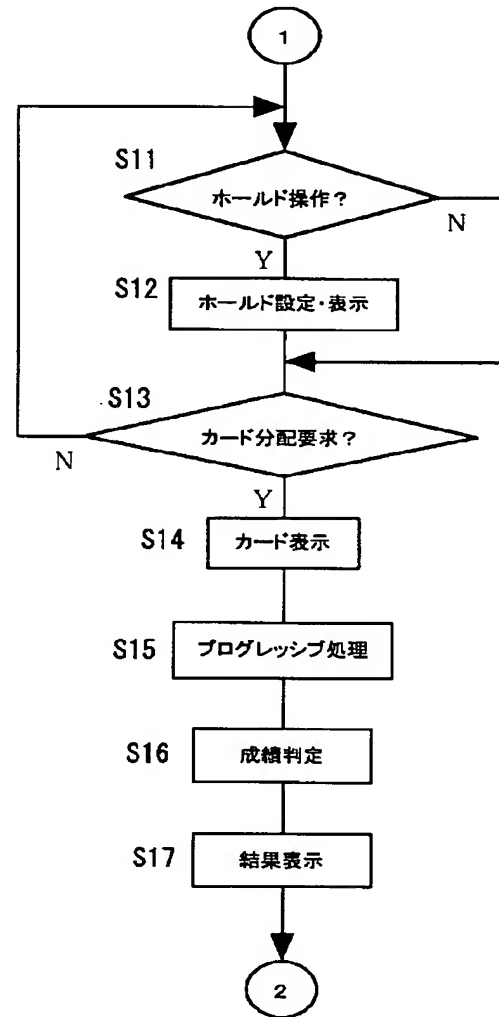 1
S11
ホールド操作?
N
Y
S12
ホールド設定・表示
S13
カード分配要求?
N
Y
S14
カード表示
S15
プログレッシブ処理
S16
成績判定
S17
結果表示
2